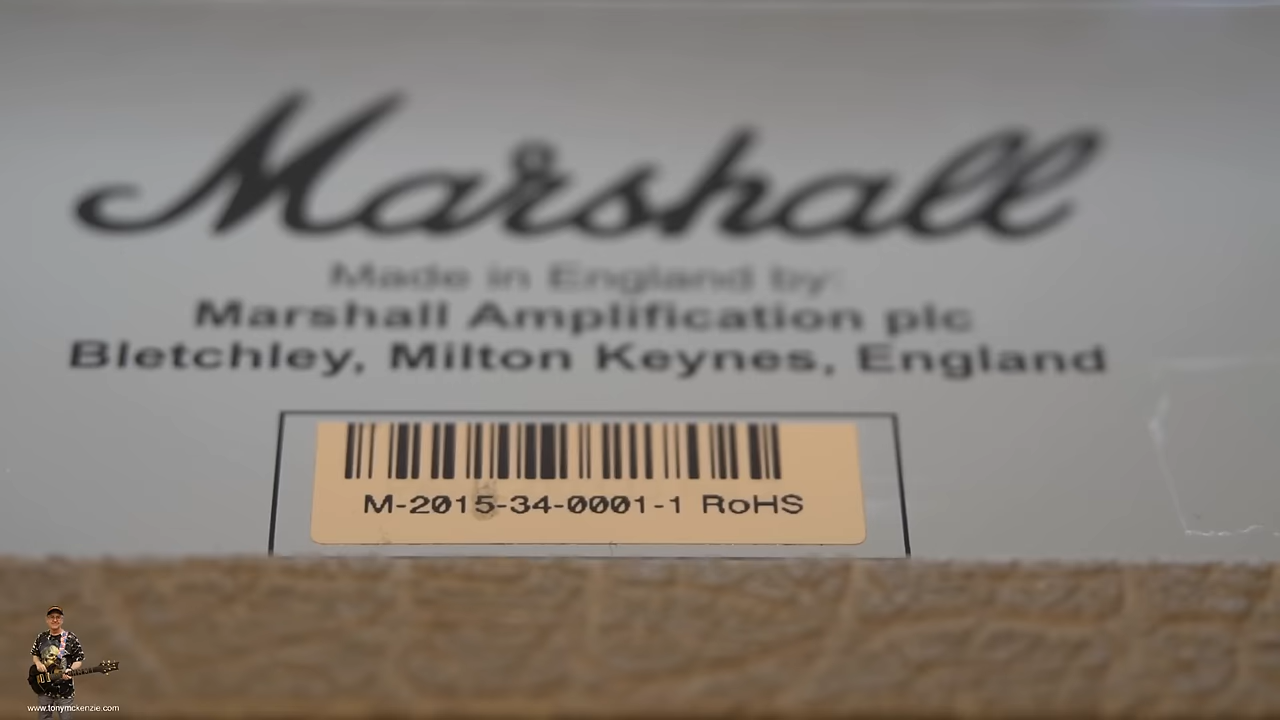 Marshall
Made in England by:
Marshall Amplification plc
Bletchley, Milton Keynes, England
M-2015-34-0001-1 RoHS
www.tonymckenzie.com